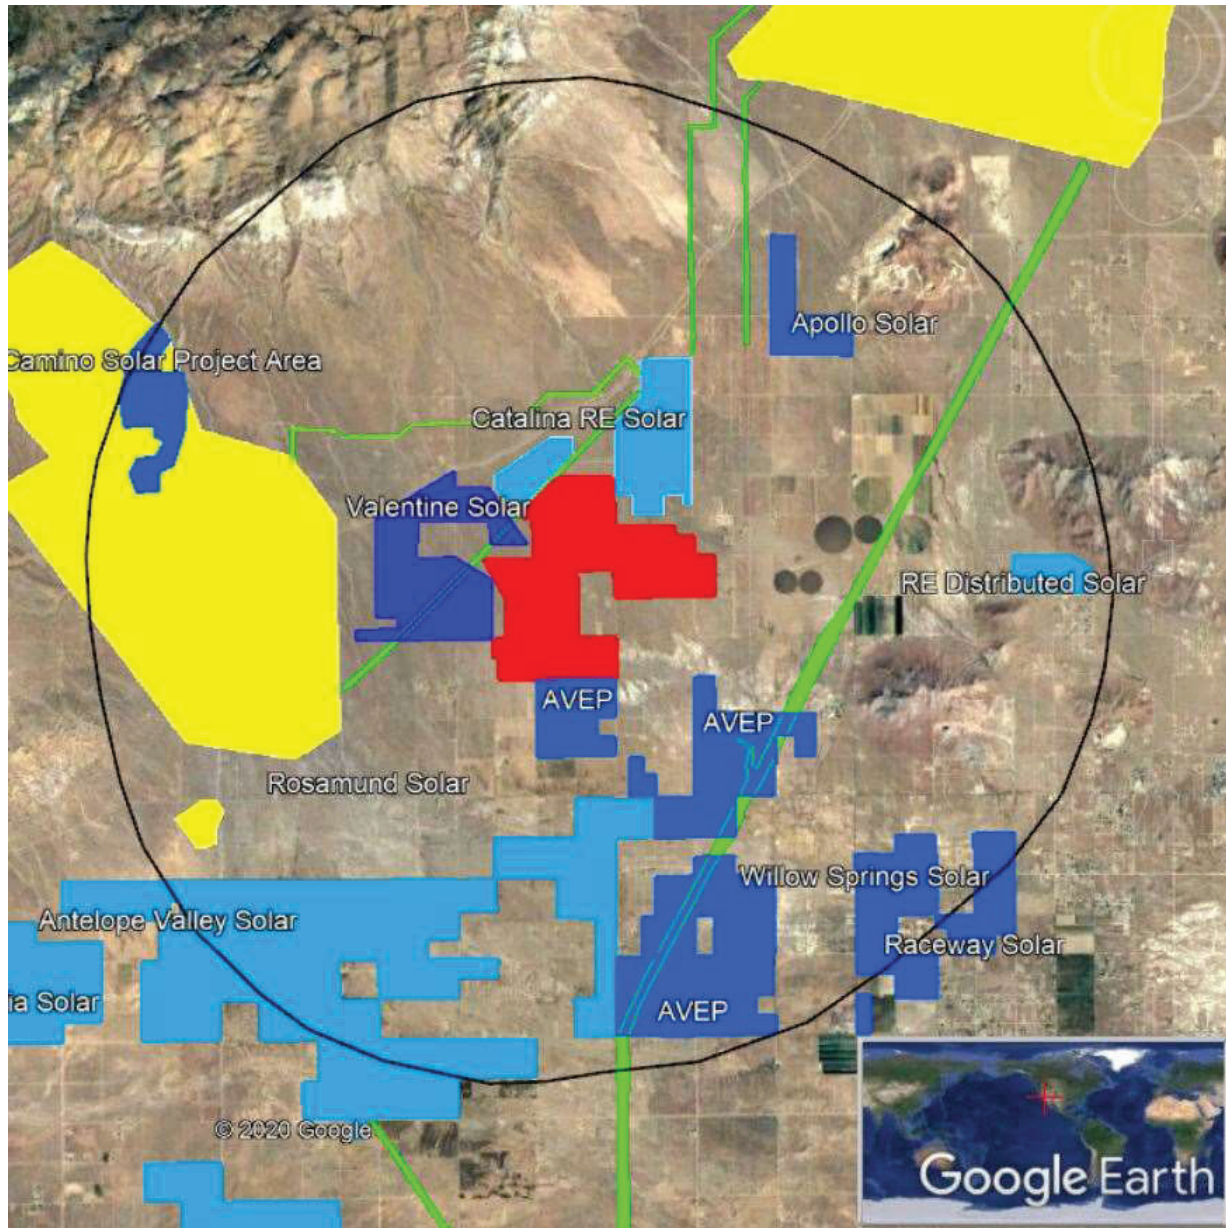 Apollo Solar
Camino Solar Project Area
Catalina RE Solar
Valentine Solar
RE Distributed Solar
AVEP
AVEP
Rosamund Solar
Willow Springs Solar
Antelope Valley Solar
Raceway Solar
ia Solar
AVEP
© 2020 Google
Google Earth